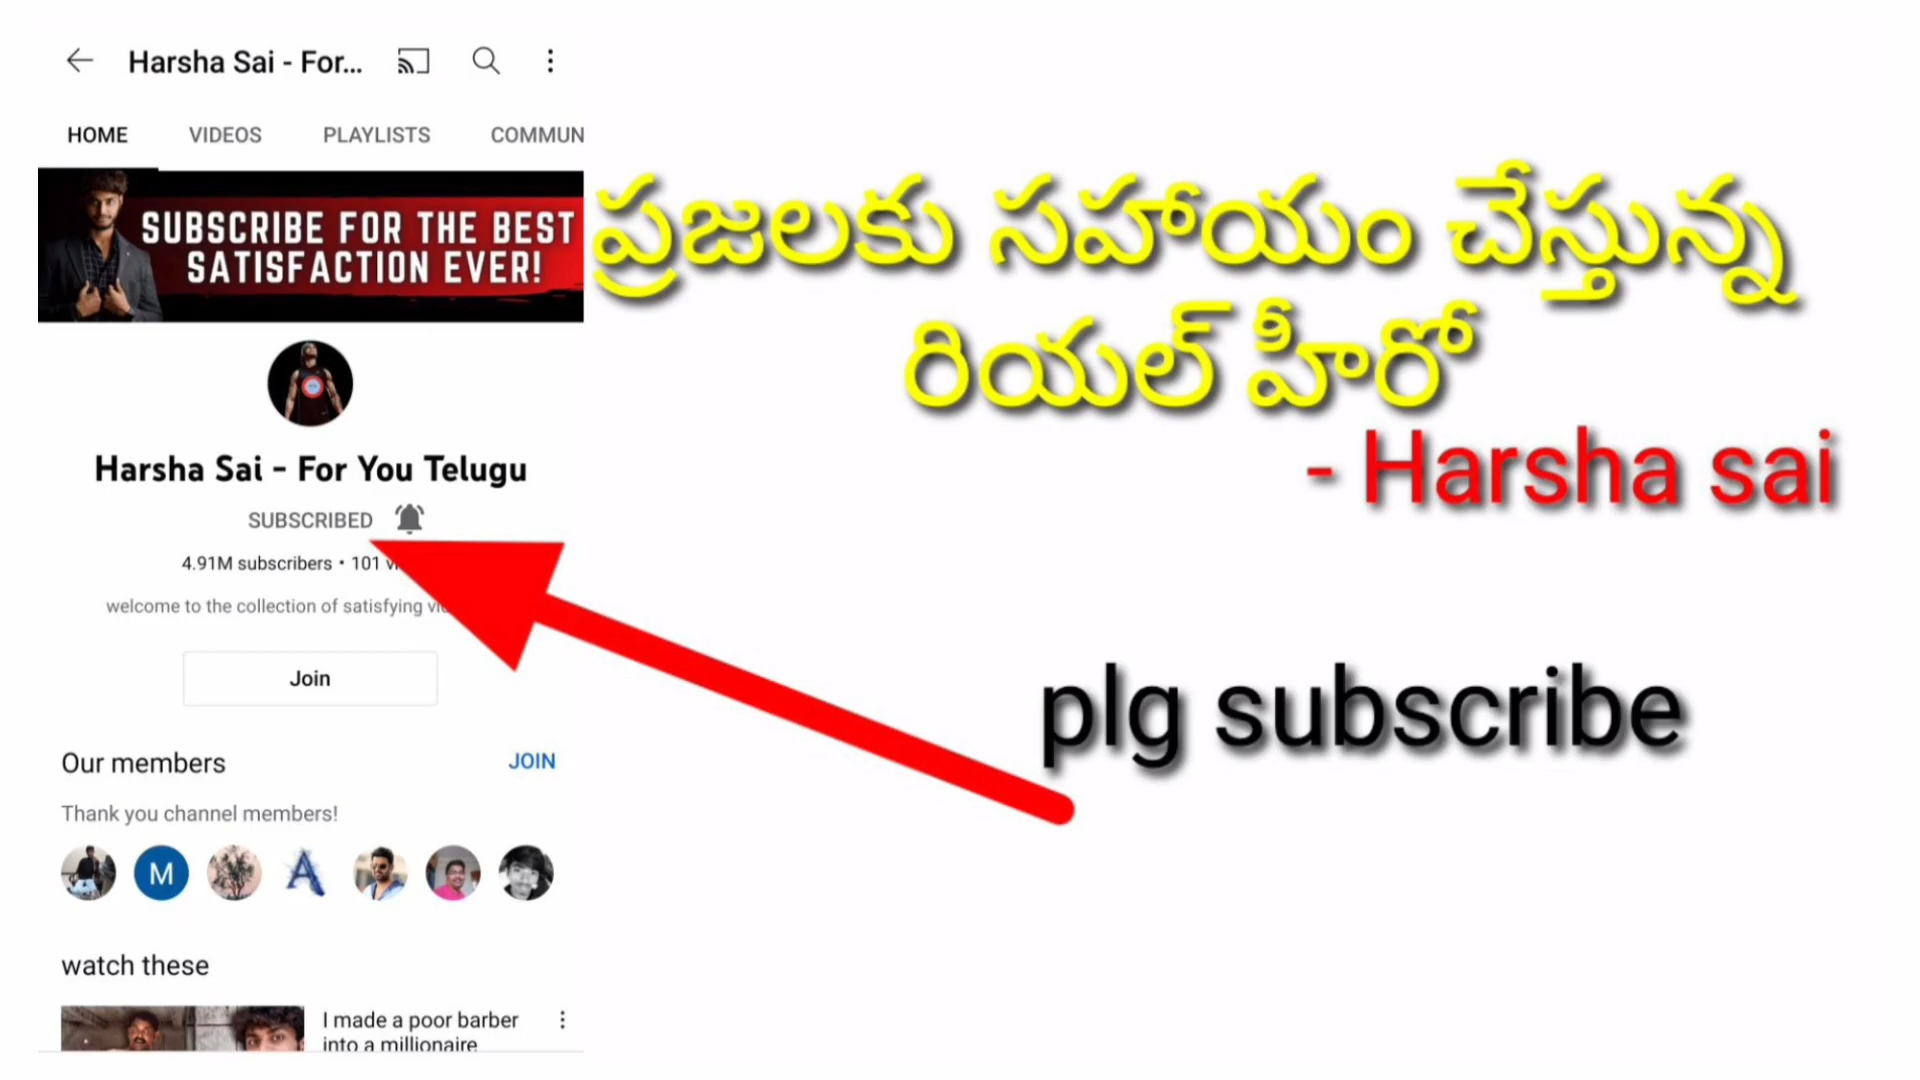 Harsha Sai - For...
HOME VIDEOS PLAYLISTS COMMUN
SUBSCRIBE FOR THE BEST
SATISFACTION EVER!
Harsha Sai - For You Telugu
SUBSCRIBED
4.91M subscribers • 101
welcome to the collection of satisfying
Join
Our members JOIN
Thank you channel members!
M
A
watch these
I made a poor barber
into a millionaire
ప్రజలకు సహాయం చేస్తున్న
రియల్ హీరో
- Harsha sai
plg subscribe